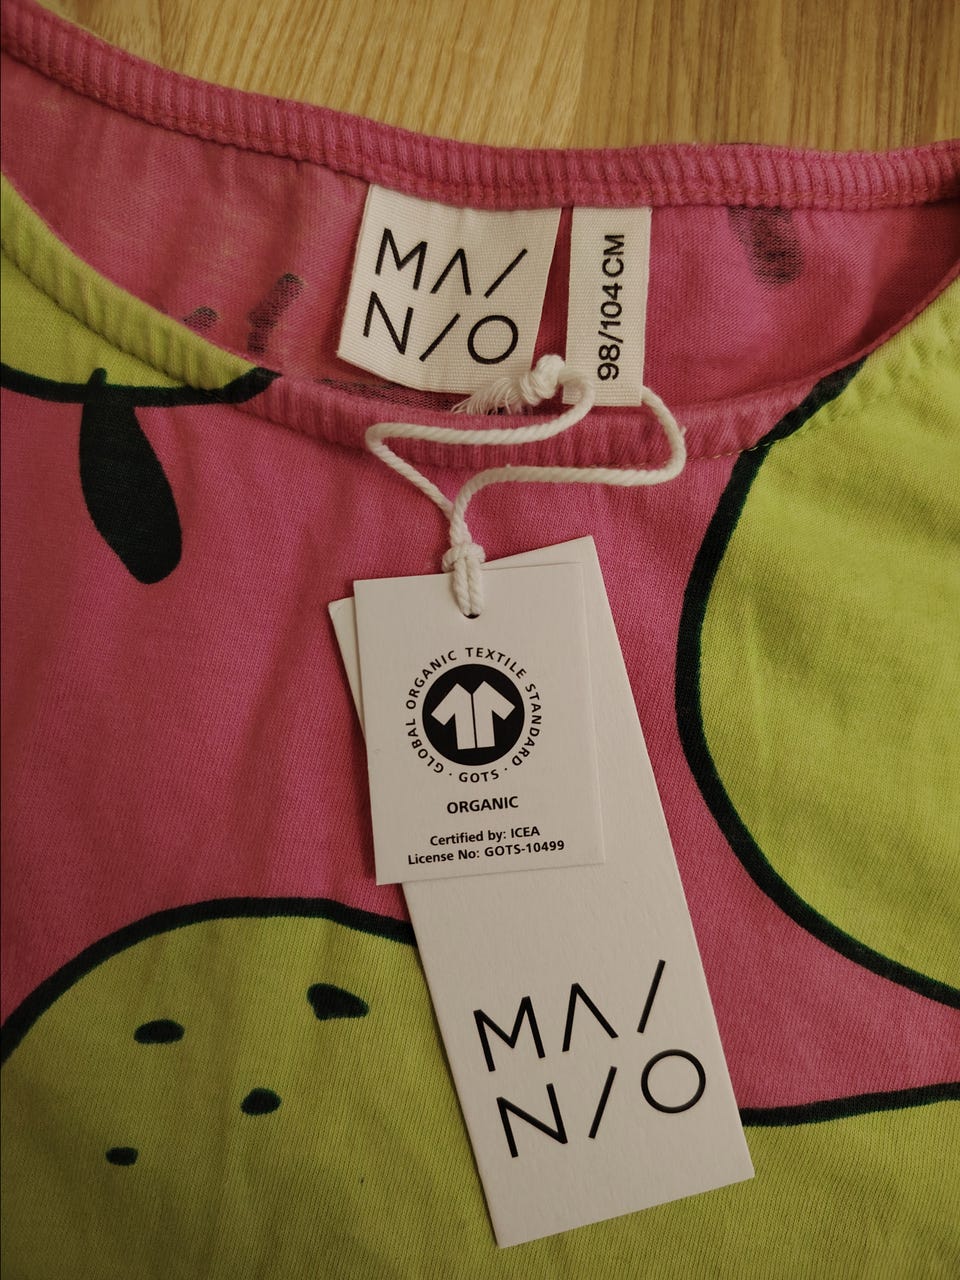 MA/
N/O
98/104 CM
GLOBAL ORGANIC TEXTILE STANDARD · GOTS ·
ORGANIC
Certified by: ICEA
License No: GOTS-10499
MA/
N/O